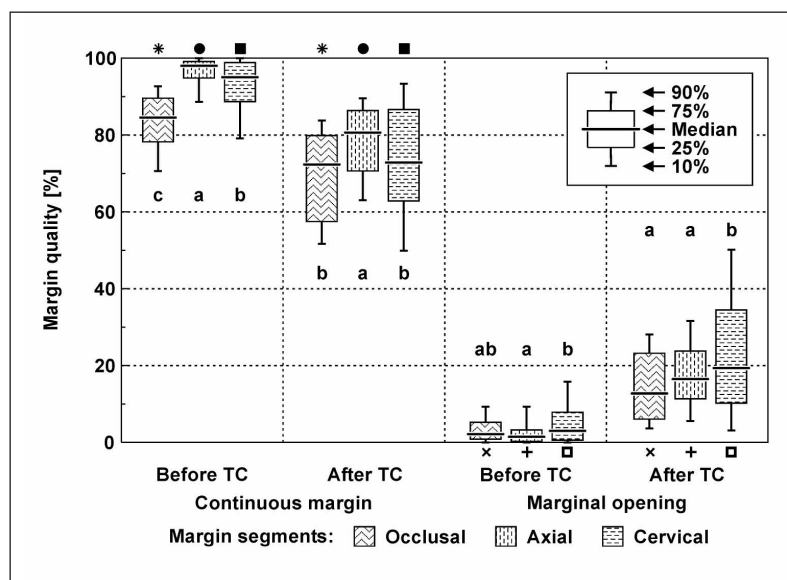 Margin quality [%]
100
80
60
40
20
0
* ● ■ * ● ■
c a b
b a b
ab a b
a a b
× + □ × + □
90%
75%
Median
25%
10%
Before TC After TC Before TC After TC
Continuous margin Marginal opening
Margin segments: Occlusal Axial Cervical